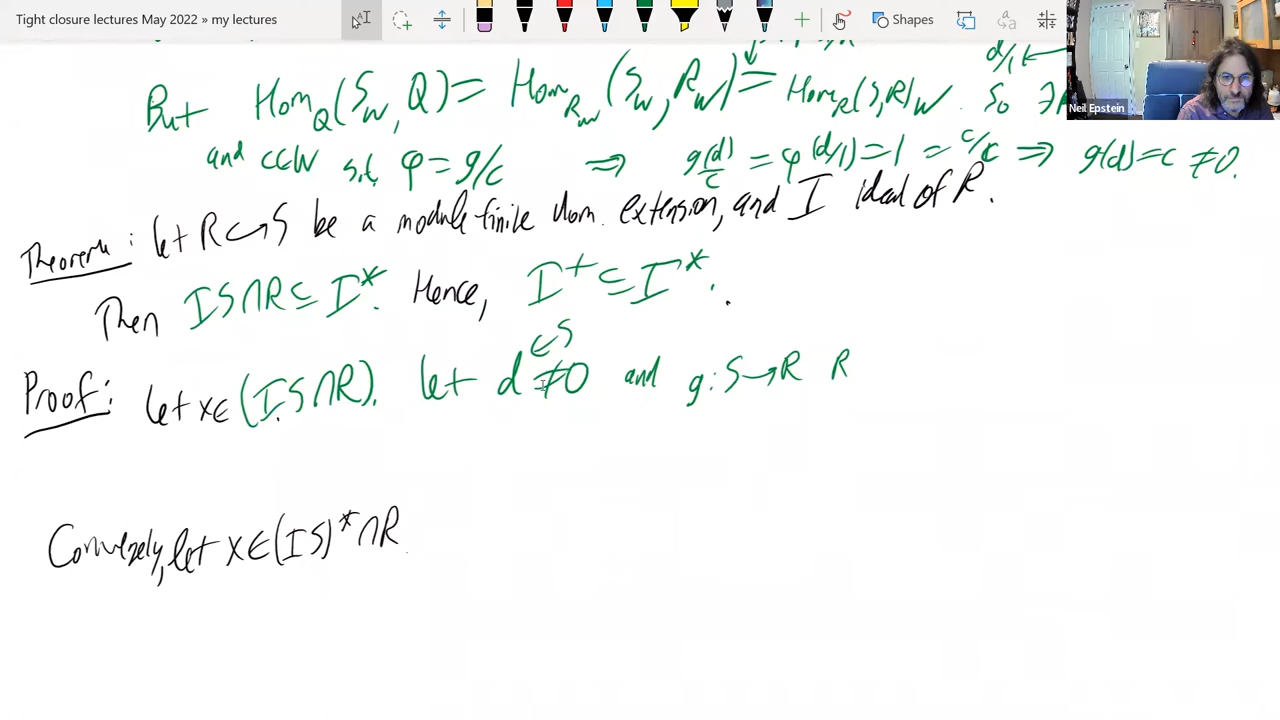 Tight closure lectures May 2022 » my lectures
Shapes
Neil Epstein
d/1 ←
But Hom_Q(S_W, Q) = Hom_{R_W}(S_W, R_W) = Hom_R(S,R)_W. So ∃
and c∈W s.t. φ = g/c ⇒ g(d)/c = φ(d/1) = 1 = c/c ⇒ g(d) = c ≠ 0.
Theorem: let R↪S be a module finite dom. extension, and I ideal of R.
Then IS∩R ⊆ I*. Hence, I⁺ ⊆ I*.
Proof: let x∈(IS∩R). let d ≠0 ∈S and g: S→R R
Conversely, let x∈(IS)*∩R